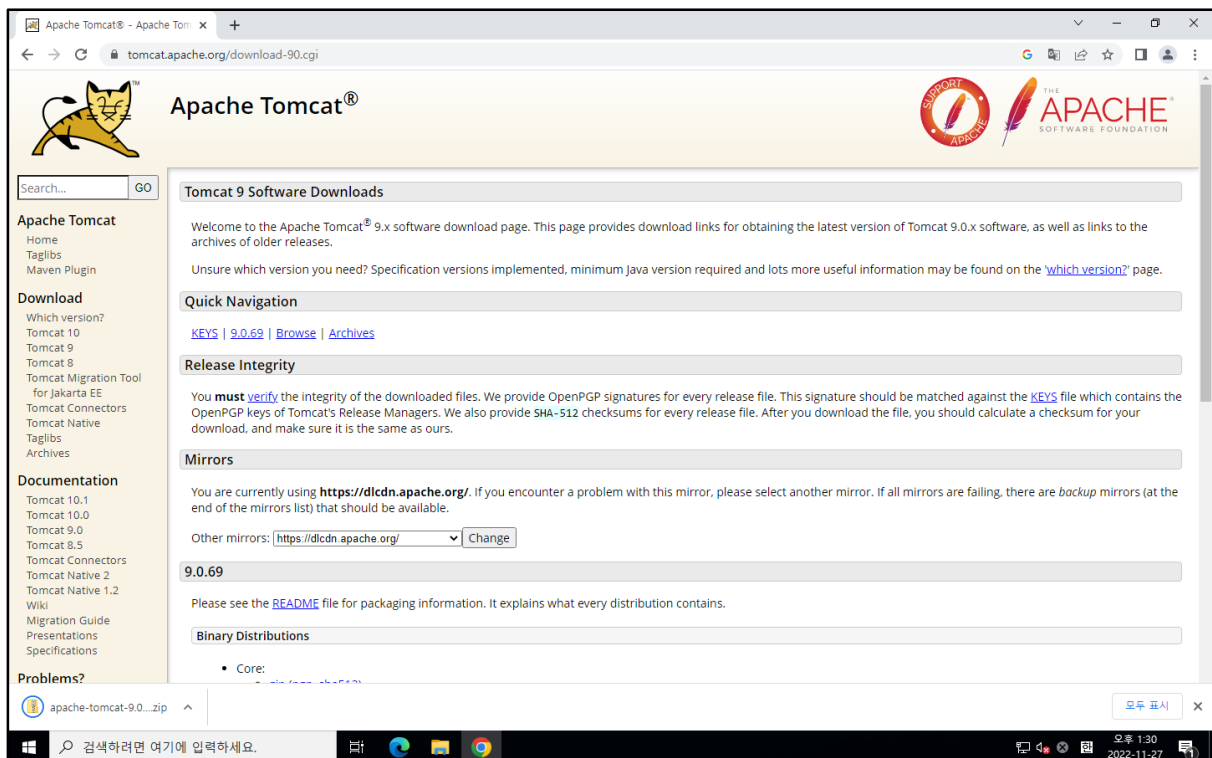 Apache Tomcat® - Apache Tom
tomcat.apache.org/download-90.cgi
TM
Apache Tomcat®
SUPPORT
APACHE
THE
APACHE®
SOFTWARE FOUNDATION
Search...
GO
Apache Tomcat
Home
Taglibs
Maven Plugin
Download
Which version?
Tomcat 10
Tomcat 9
Tomcat 8
Tomcat Migration Tool
for Jakarta EE
Tomcat Connectors
Tomcat Native
Taglibs
Archives
Documentation
Tomcat 10.1
Tomcat 10.0
Tomcat 9.0
Tomcat 8.5
Tomcat Connectors
Tomcat Native 2
Tomcat Native 1.2
Wiki
Migration Guide
Presentations
Specifications
Problems?
Tomcat 9 Software Downloads
Welcome to the Apache Tomcat® 9.x software download page. This page provides download links for obtaining the latest version of Tomcat 9.0.x software, as well as links to the
archives of older releases.
Unsure which version you need? Specification versions implemented, minimum Java version required and lots more useful information may be found on the 'which version?' page.
Quick Navigation
KEYS | 9.0.69 | Browse | Archives
Release Integrity
You must verify the integrity of the downloaded files. We provide OpenPGP signatures for every release file. This signature should be matched against the KEYS file which contains the
OpenPGP keys of Tomcat's Release Managers. We also provide SHA-512 checksums for every release file. After you download the file, you should calculate a checksum for your
download, and make sure it is the same as ours.
Mirrors
You are currently using https://dlcdn.apache.org/. If you encounter a problem with this mirror, please select another mirror. If all mirrors are failing, there are backup mirrors (at the
end of the mirrors list) that should be available.
Other mirrors: https://dlcdn.apache.org/ Change
9.0.69
Please see the README file for packaging information. It explains what every distribution contains.
Binary Distributions
• Core:
zip (pgp, sha512)
apache-tomcat-9.0....zip
모두 표시
검색하려면 여기에 입력하세요.
한
오후 1:30
2022-11-27
1